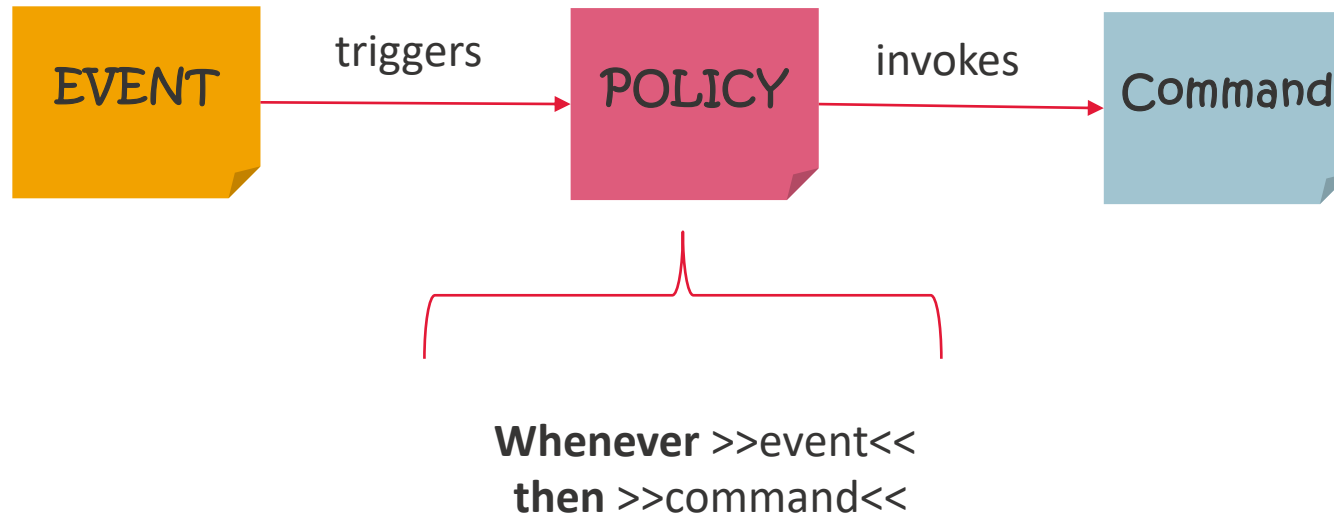 EVENT
triggers
POLICY
invokes
Command
Whenever >>event<<
then >>command<<